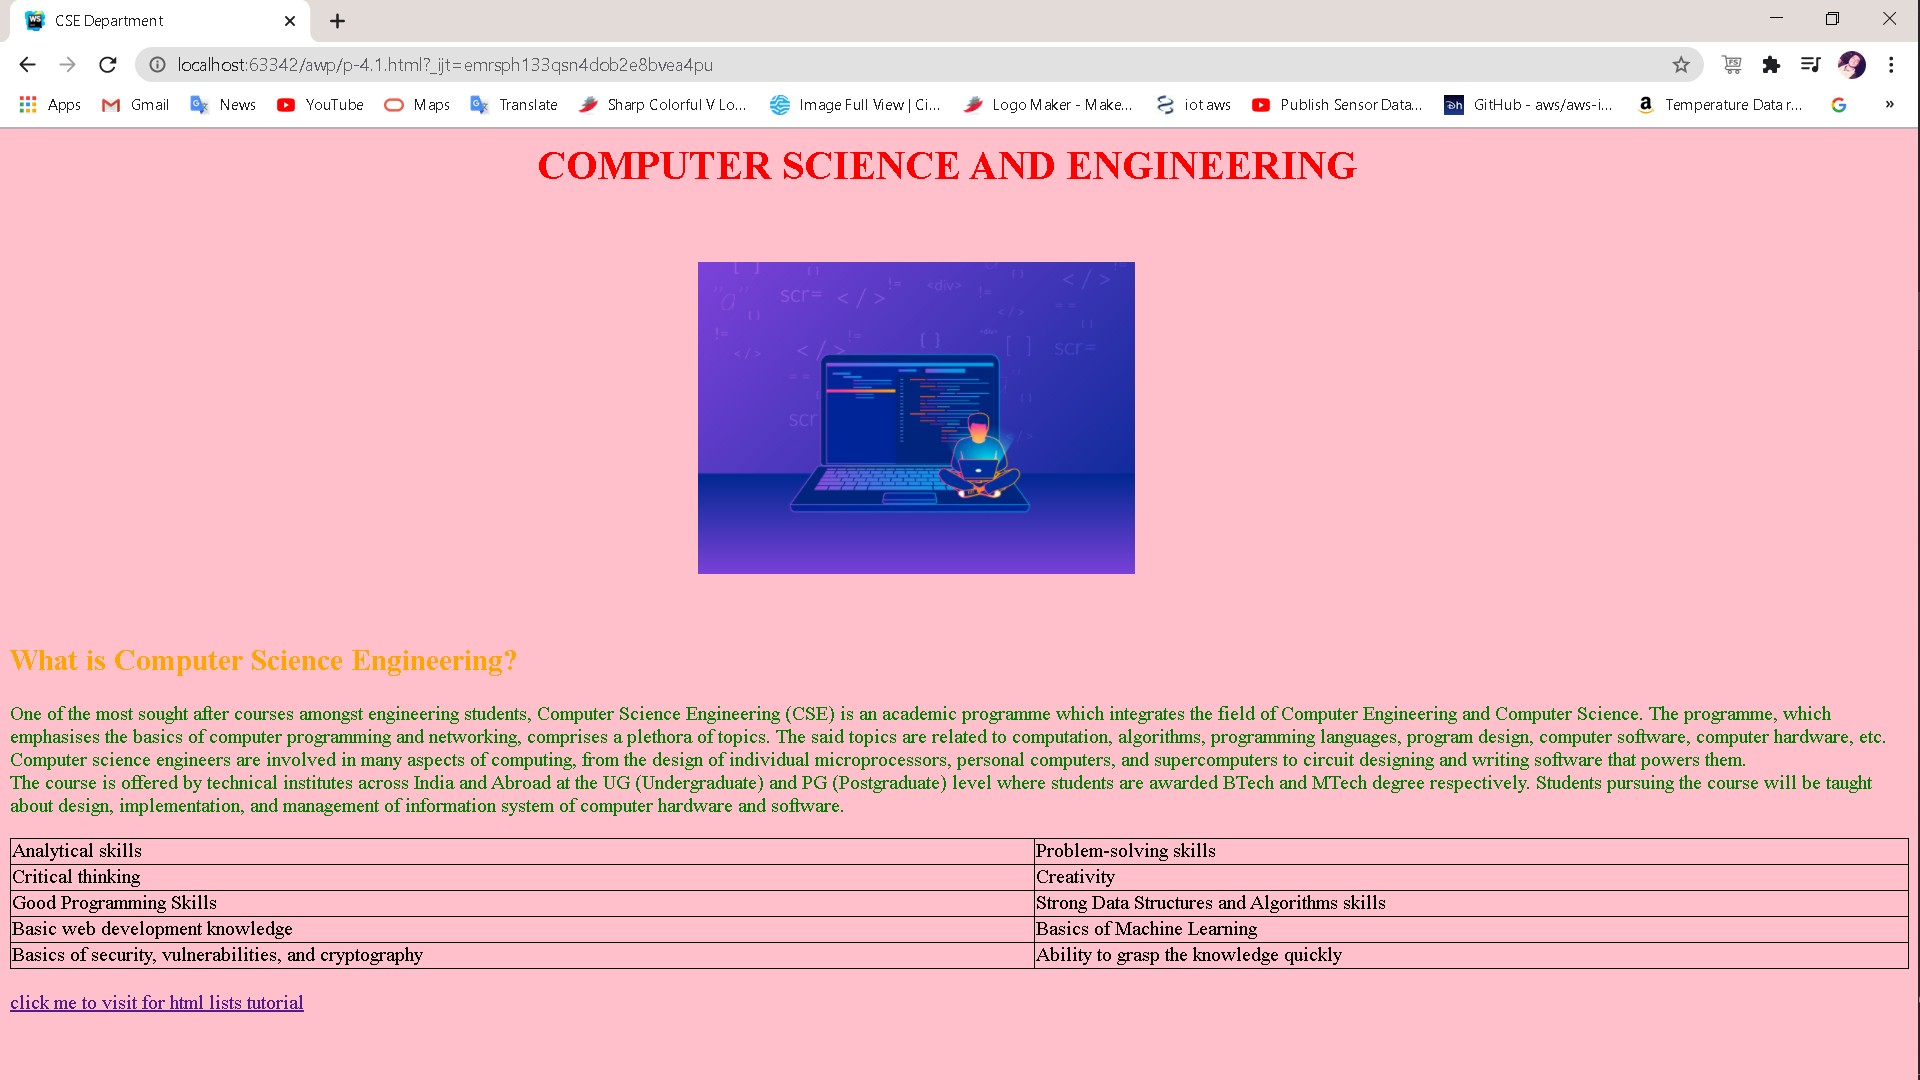 CSE Department
localhost:63342/awp/p-4.1.html?_ijt=emrsph133qsn4dob2e8bvea4pu
Apps Gmail News YouTube Maps Translate Sharp Colorful V Lo... Image Full View | Ci... Logo Maker - Make... iot aws Publish Sensor Data... GitHub - aws/aws-i... Temperature Data r... »
COMPUTER SCIENCE AND ENGINEERING
"a" scr= </> != <div> != </>
</>
!= </> </> != [ ] [ ] scr=
scr
What is Computer Science Engineering?
One of the most sought after courses amongst engineering students, Computer Science Engineering (CSE) is an academic programme which integrates the field of Computer Engineering and Computer Science. The programme, which
emphasises the basics of computer programming and networking, comprises a plethora of topics. The said topics are related to computation, algorithms, programming languages, program design, computer software, computer hardware, etc.
Computer science engineers are involved in many aspects of computing, from the design of individual microprocessors, personal computers, and supercomputers to circuit designing and writing software that powers them.
The course is offered by technical institutes across India and Abroad at the UG (Undergraduate) and PG (Postgraduate) level where students are awarded BTech and MTech degree respectively. Students pursuing the course will be taught
about design, implementation, and management of information system of computer hardware and software.
Analytical skills Problem-solving skills
Critical thinking Creativity
Good Programming Skills Strong Data Structures and Algorithms skills
Basic web development knowledge Basics of Machine Learning
Basics of security, vulnerabilities, and cryptography Ability to grasp the knowledge quickly
click me to visit for html lists tutorial